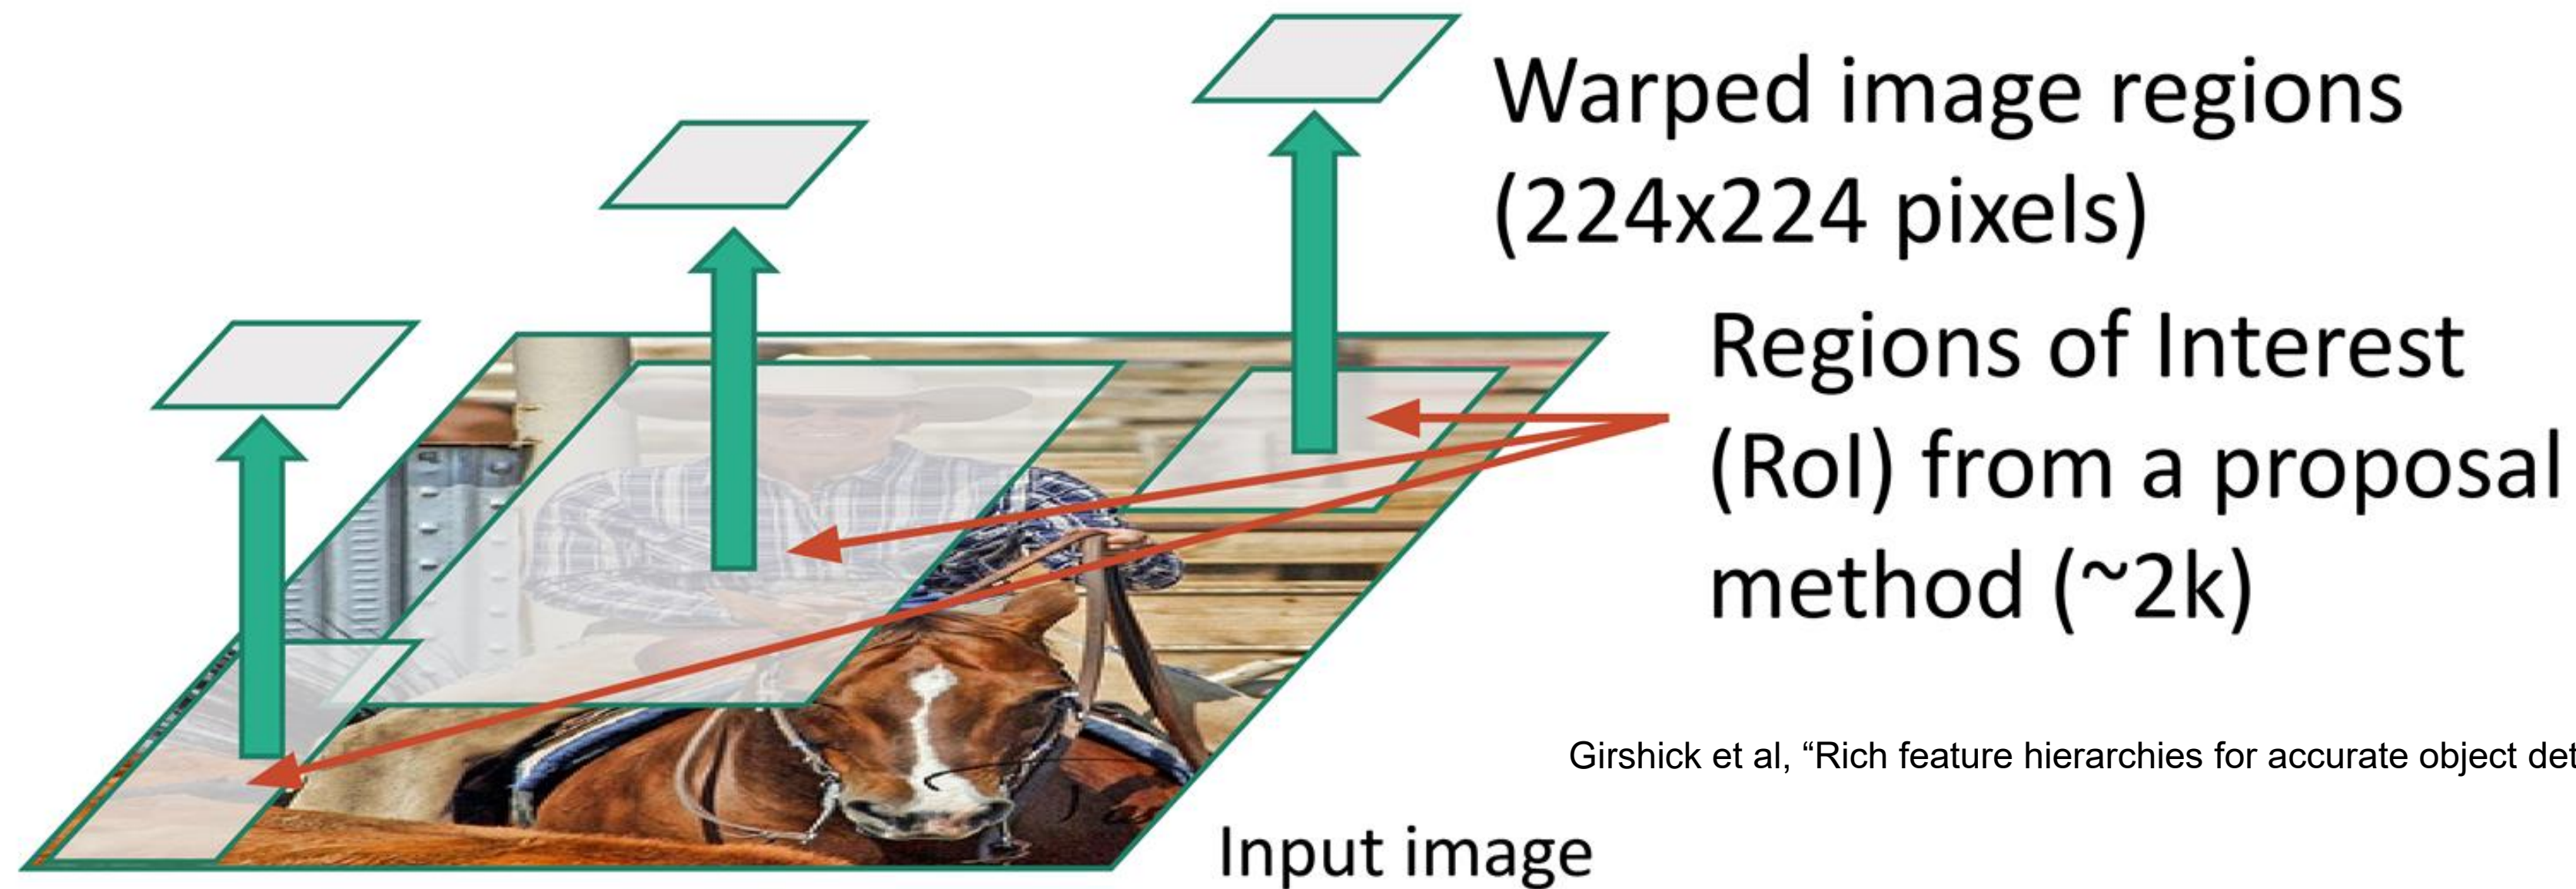 Warped image regions
(224x224 pixels)
Regions of Interest
(RoI) from a proposal
method (~2k)
Girshick et al, “Rich feature hierarchies for accurate object det
Input image